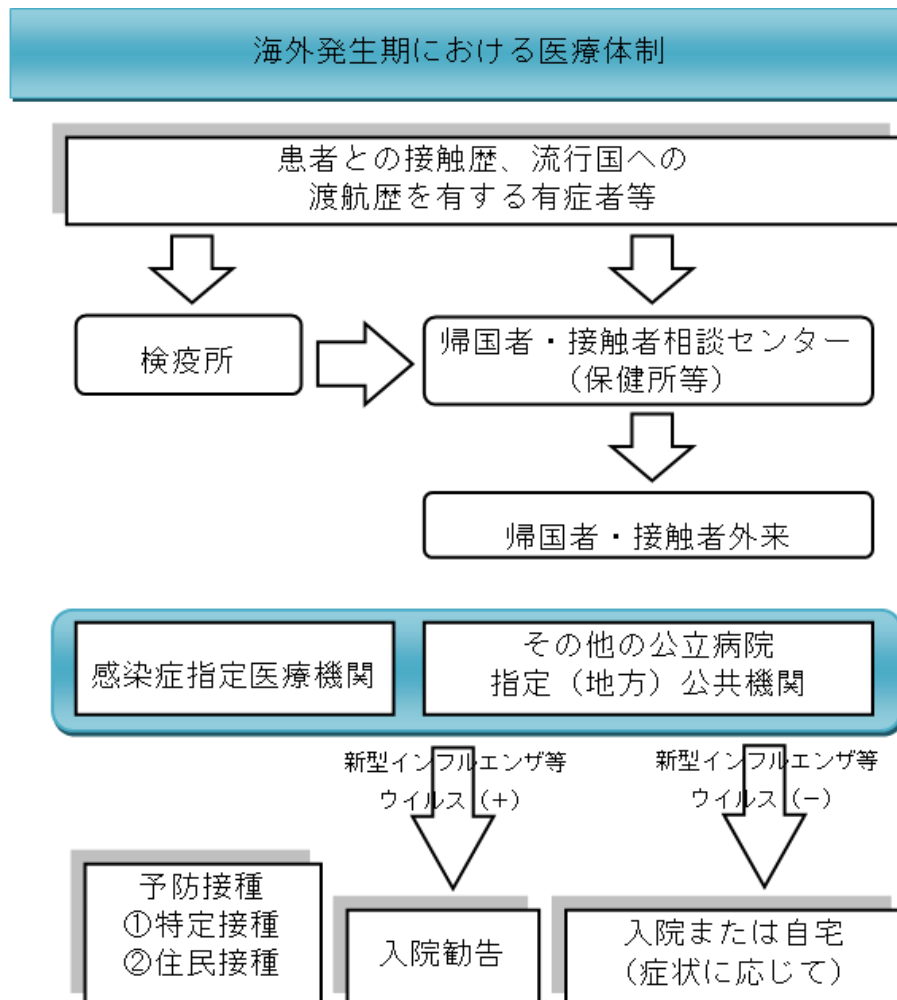 海外発生期における医療体制
患者との接触歴、流行国への
渡航歴を有する有症者等
検疫所
帰国者・接触者相談センター
（保健所等）
帰国者・接触者外来
感染症指定医療機関
その他の公立病院
指定（地方）公共機関
新型インフルエンザ等
ウイルス（＋）
新型インフルエンザ等
ウイルス（－）
予防接種
①特定接種
②住民接種
入院勧告
入院または自宅
（症状に応じて）